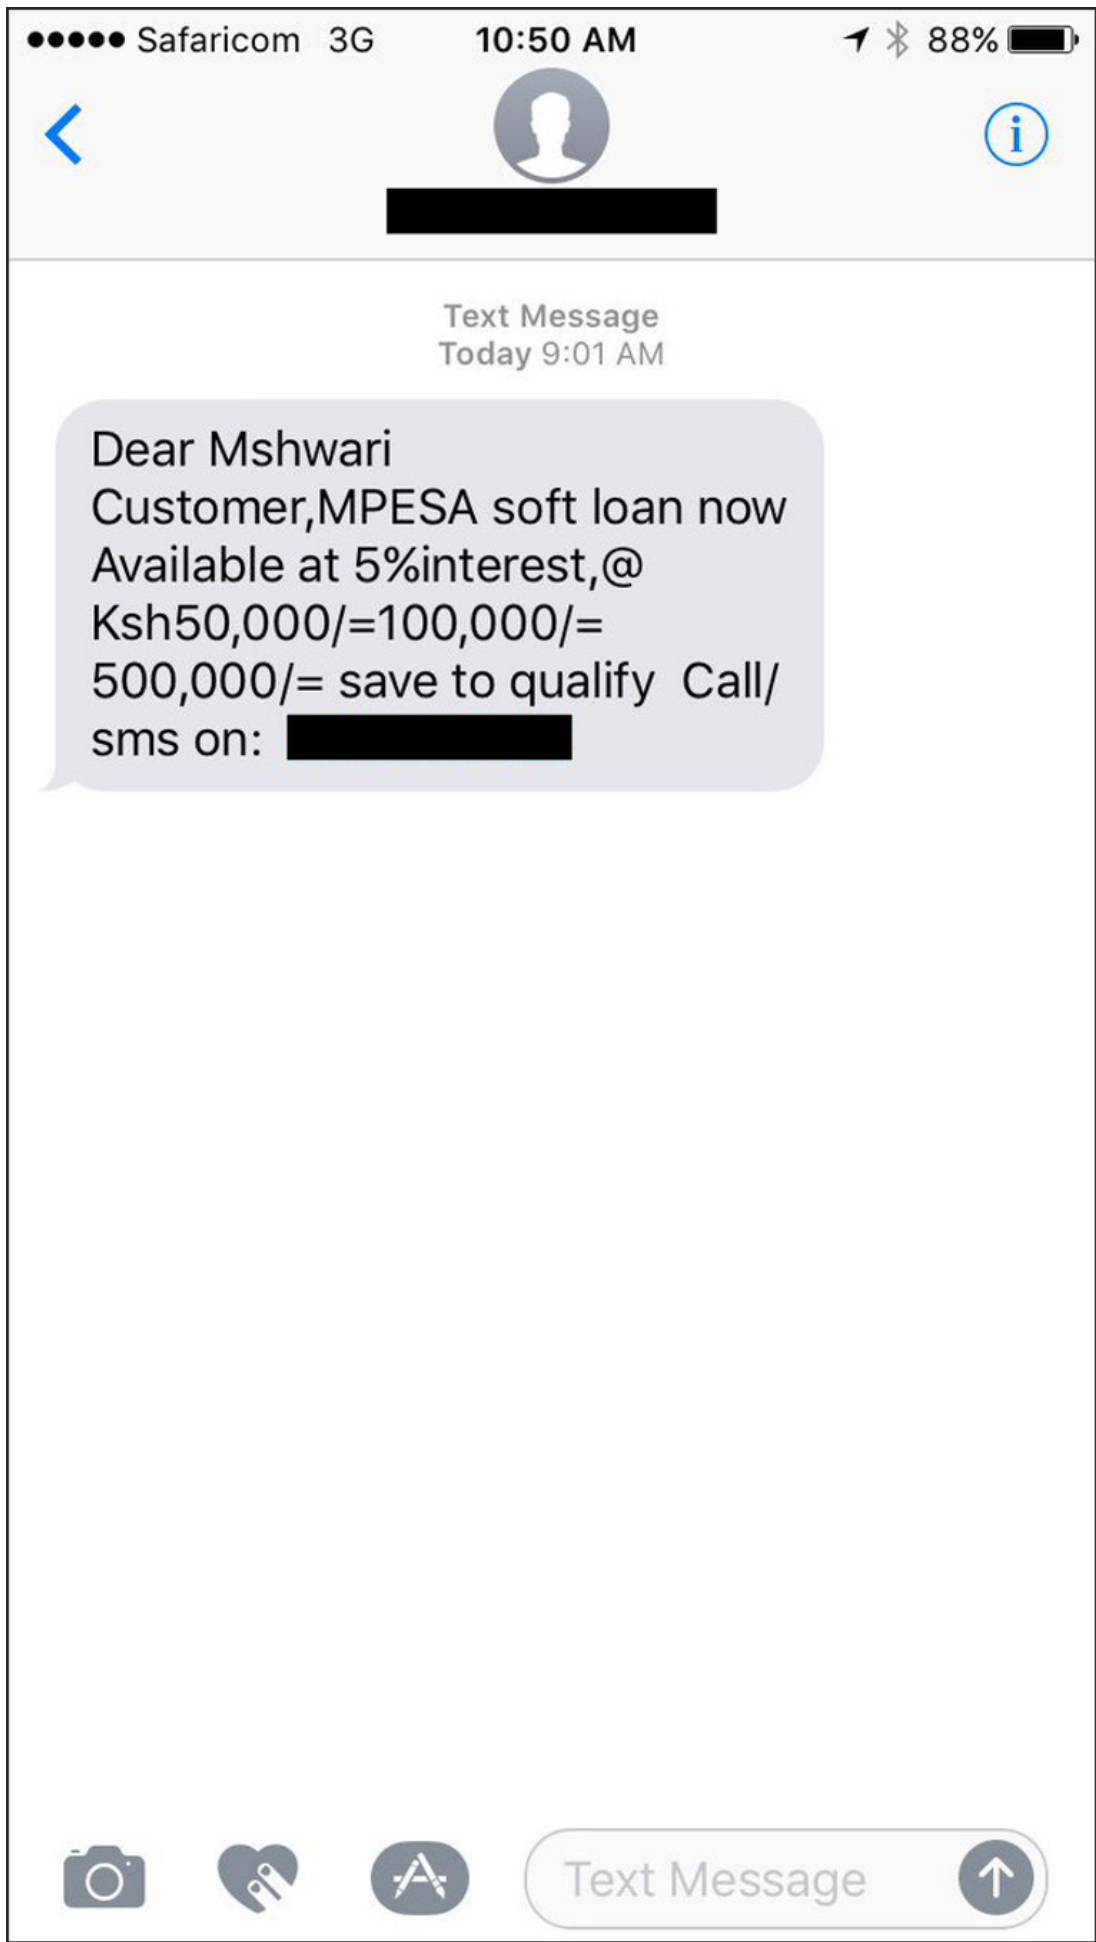 Safaricom 3G 10:50 AM 88%
i
Text Message
Today 9:01 AM
Dear Mshwari
Customer,MPESA soft loan now
Available at 5%interest,@
Ksh50,000/=100,000/=
500,000/= save to qualify  Call/
sms on:
Text Message